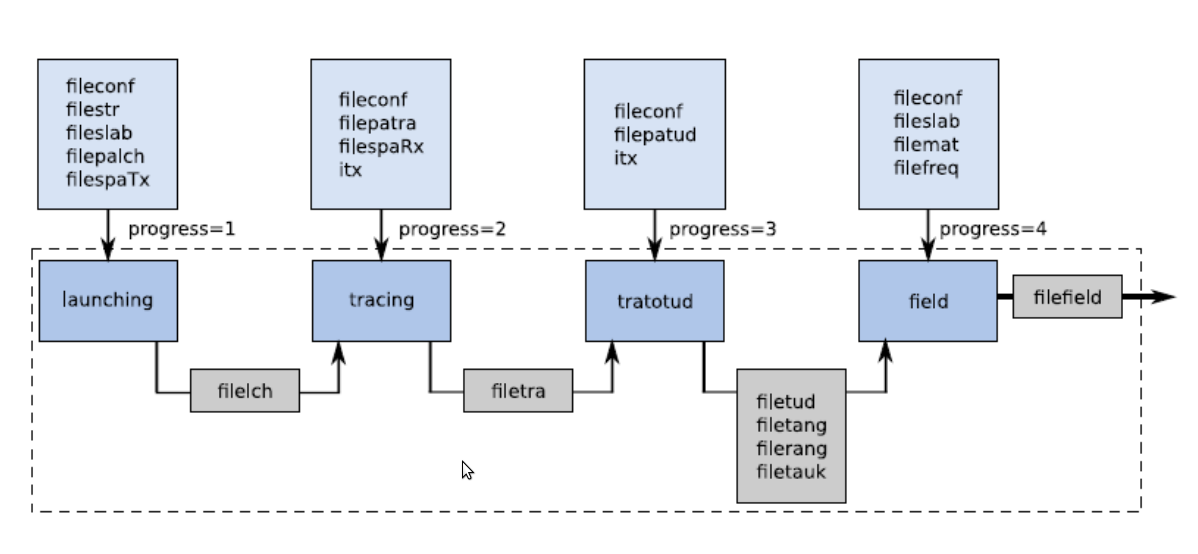 fileconf
filestr
fileslab
filepalch
filespaTx
fileconf
filepatra
filespaRx
itx
fileconf
filepatud
itx
fileconf
fileslab
filemat
filefreq
progress=1
progress=2
progress=3
progress=4
launching
tracing
tratotud
field
filefield
filelch
filetra
filetud
filetang
filerang
filetauk